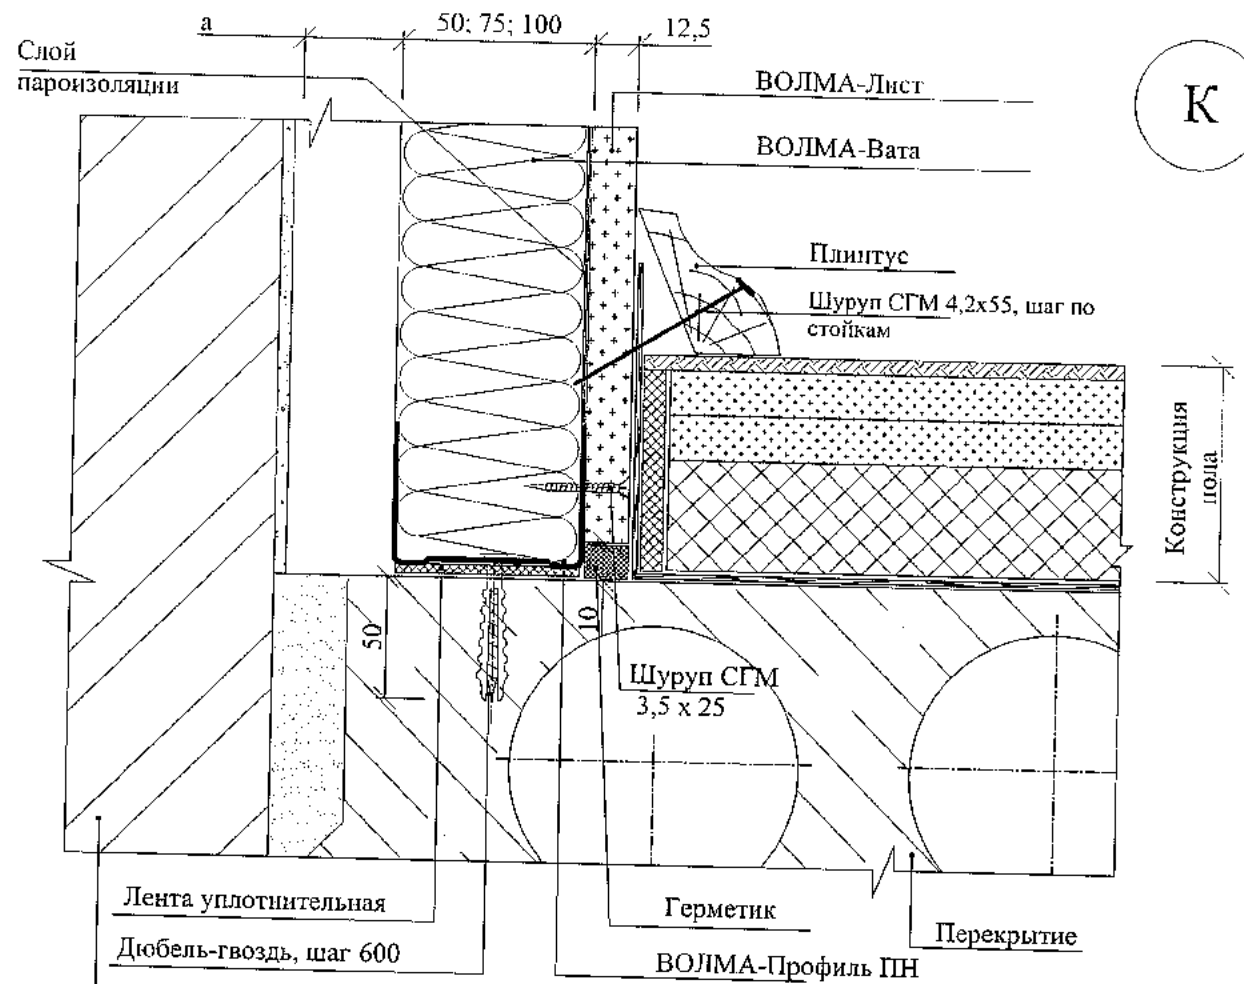 а
50; 75; 100
12,5
Слой
пароизоляции
ВОЛМА-Лист
К
ВОЛМА-Вата
Плинтус
Шуруп СГМ 4,2х55, шаг по
стойкам
Конструкция
пола
50
10
Шуруп СГМ
3,5 х 25
Лента уплотнительная
Герметик
Перекрытие
Дюбель-гвоздь, шаг 600
ВОЛМА-Профиль ПН